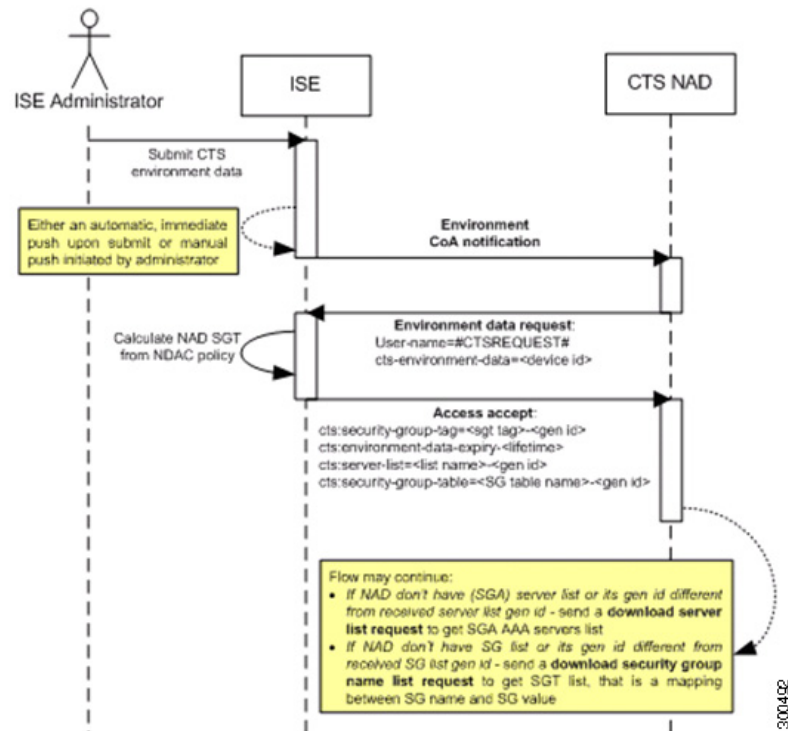 ISE Administrator
ISE
CTS NAD
Submit CTS
environment data
Either an automatic, immediate
push upon submit or manual
push initiated by administrator
Environment
CoA notification
Environment data request:
User-name=#CTSREQUEST#
cts-environment-data=<device id>
Calculate NAD SGT
from NDAC policy
Access accept:
cts:security-group-tag=<sgt tag>-<gen id>
cts:environment-data-expiry-<lifetime>
cts:server-list=<list name>-<gen id>
cts:security-group-table=<SG table name>-<gen id>
Flow may continue:
• If NAD don't have (SGA) server list or its gen id different
from received server list gen id - send a download server
list request to get SGA AAA servers list
• If NAD don't have SG list or its gen id different from
received SG list gen id - send a download security group
name list request to get SGT list, that is a mapping
between SG name and SG value
300492